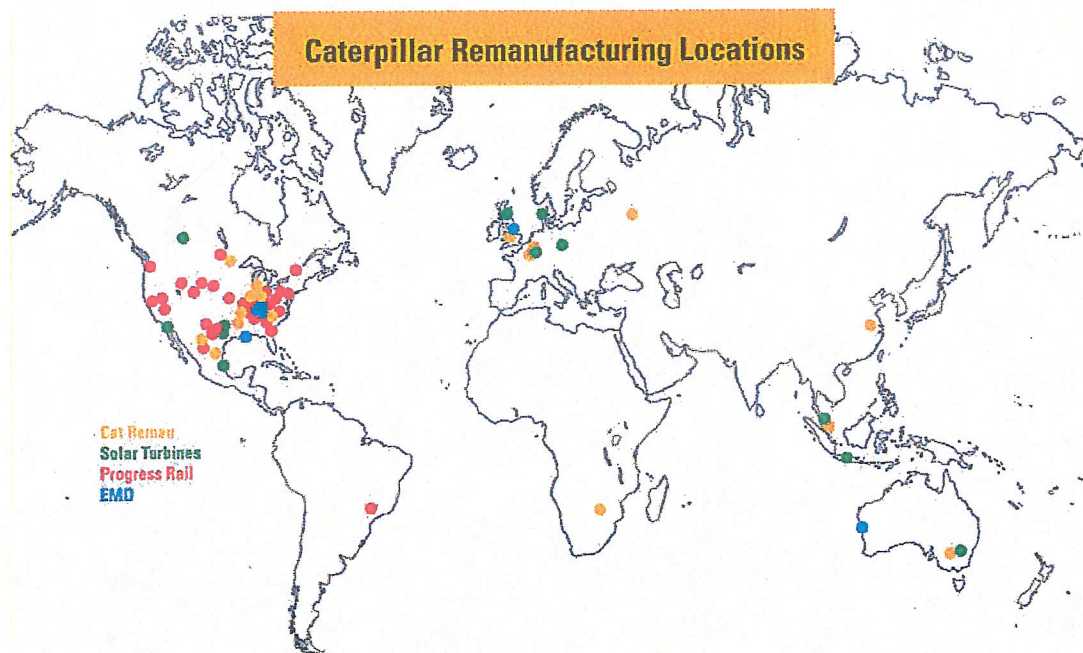 Caterpillar Remanufacturing Locations
Cat Reman
Solar Turbines
Progress Rail
EMD